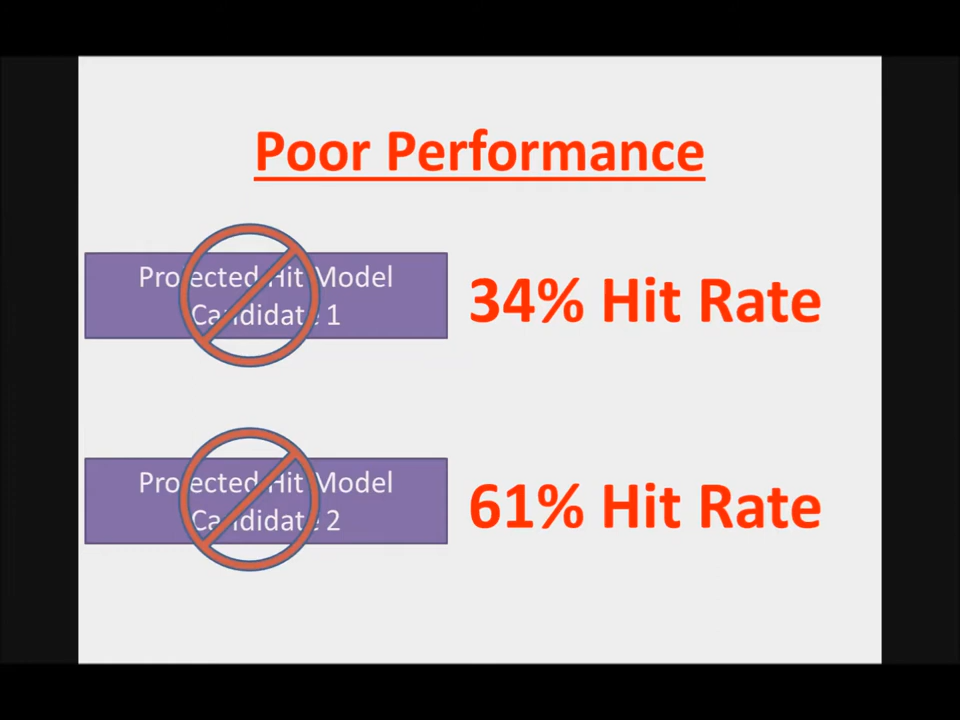 Poor Performance
Projected Hit Model
Candidate 1
34% Hit Rate
Projected Hit Model
Candidate 2
61% Hit Rate